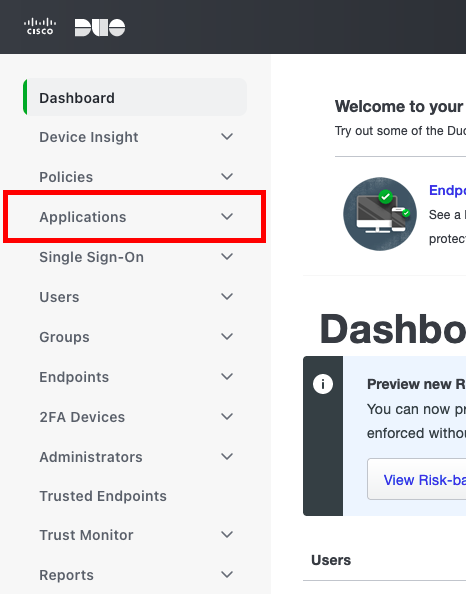 CISCO DUO
Dashboard
Device Insight
Policies
Applications
Single Sign-On
Users
Groups
Endpoints
2FA Devices
Administrators
Trusted Endpoints
Trust Monitor
Reports
Welcome to your
Try out some of the Duo
Endpo
See a
protec
Dashbo
Preview new R
You can now pr
enforced withou
View Risk-ba
Users